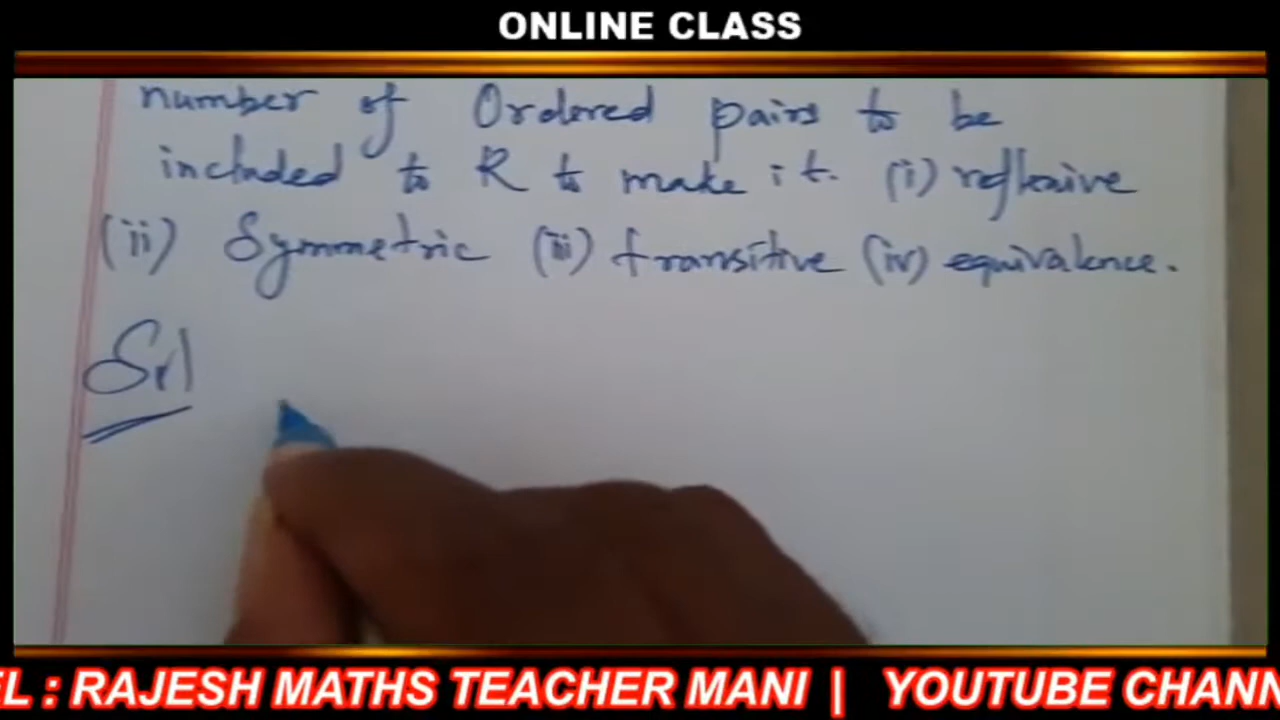 ONLINE CLASS
number of Ordered pairs to be
included to R to make it. (i) reflexive
(ii) Symmetric (iii) transitive (iv) equivalence.
Sol
EL : RAJESH MATHS TEACHER MANI | YOUTUBE CHANN